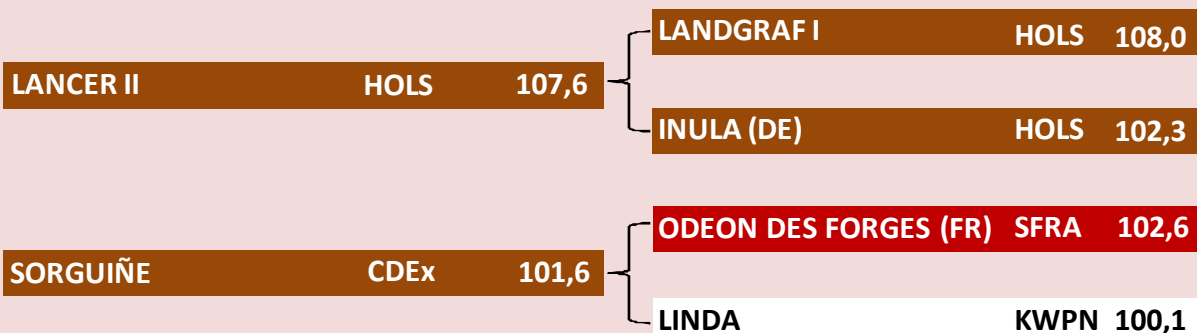 LANDGRAF I HOLS 108,0
LANCER II HOLS 107,6
INULA (DE) HOLS 102,3
ODEON DES FORGES (FR) SFRA 102,6
SORGUIÑE CDEx 101,6
LINDA KWPN 100,1